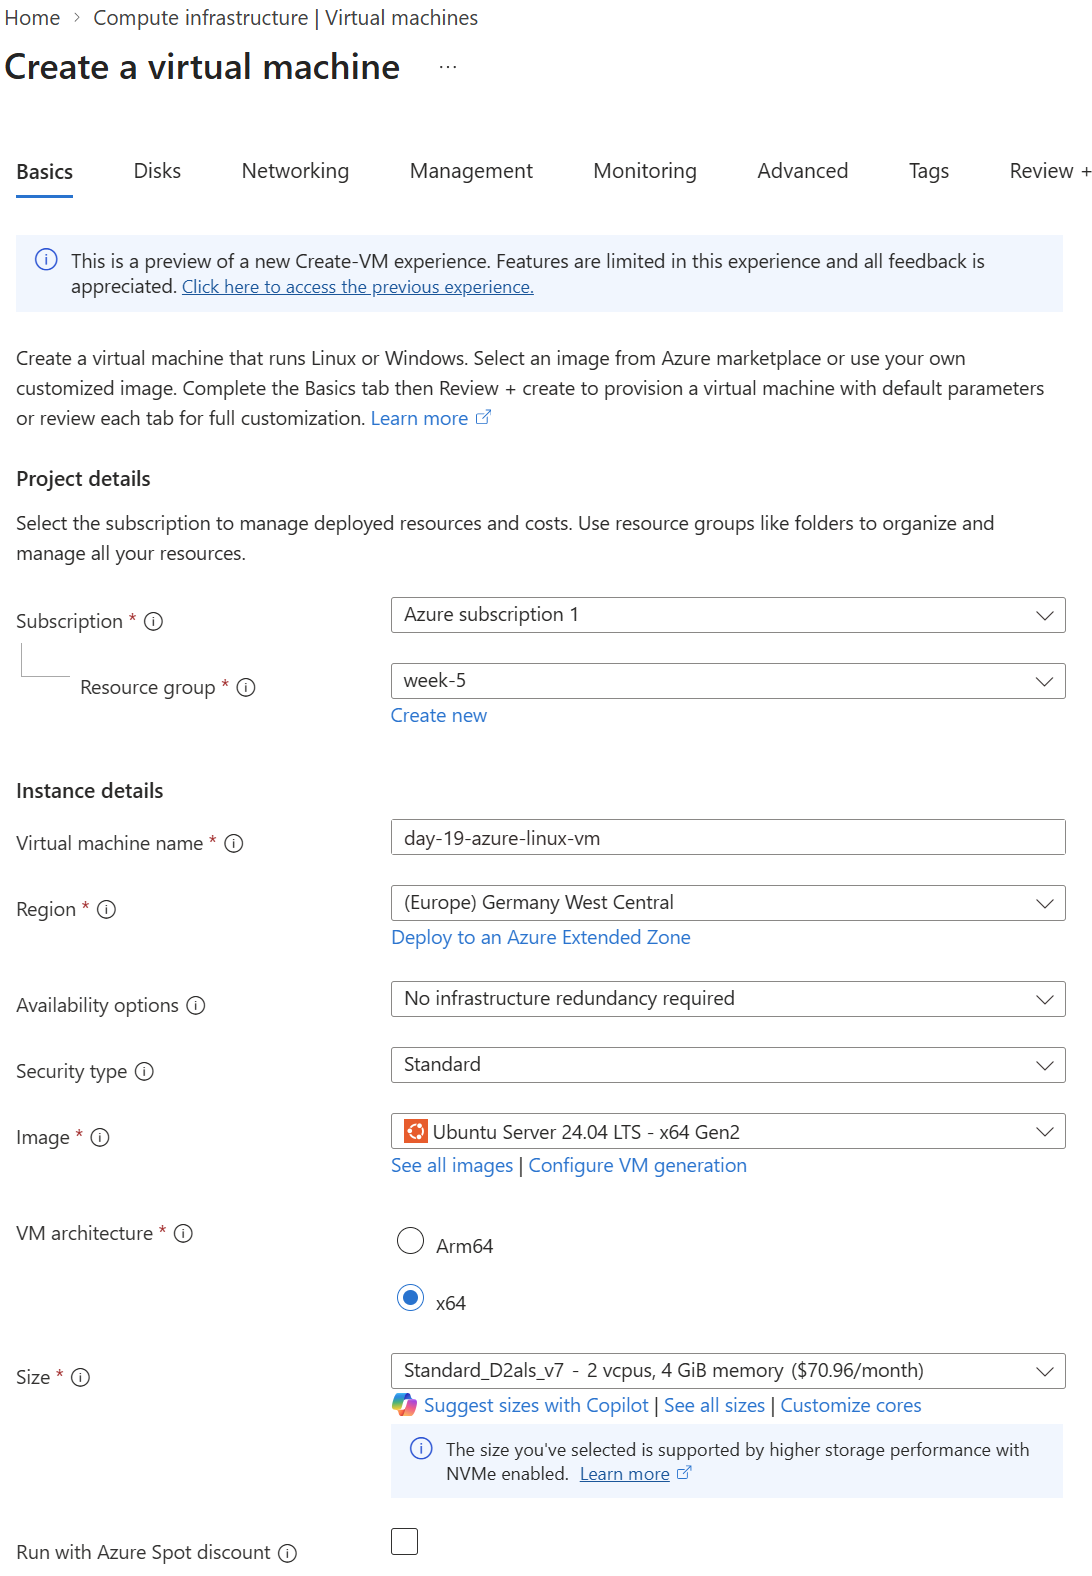 Home > Compute infrastructure | Virtual machines
Create a virtual machine ...
Basics Disks Networking Management Monitoring Advanced Tags Review +
This is a preview of a new Create-VM experience. Features are limited in this experience and all feedback is
appreciated. Click here to access the previous experience.
Create a virtual machine that runs Linux or Windows. Select an image from Azure marketplace or use your own
customized image. Complete the Basics tab then Review + create to provision a virtual machine with default parameters
or review each tab for full customization. Learn more
Project details
Select the subscription to manage deployed resources and costs. Use resource groups like folders to organize and
manage all your resources.
Subscription * Azure subscription 1
Resource group * week-5
Create new
Instance details
Virtual machine name * day-19-azure-linux-vm
Region * (Europe) Germany West Central
Deploy to an Azure Extended Zone
Availability options No infrastructure redundancy required
Security type Standard
Image * Ubuntu Server 24.04 LTS - x64 Gen2
See all images | Configure VM generation
VM architecture * Arm64
x64
Size * Standard_D2als_v7 - 2 vcpus, 4 GiB memory ($70.96/month)
Suggest sizes with Copilot | See all sizes | Customize cores
The size you've selected is supported by higher storage performance with
NVMe enabled. Learn more
Run with Azure Spot discount